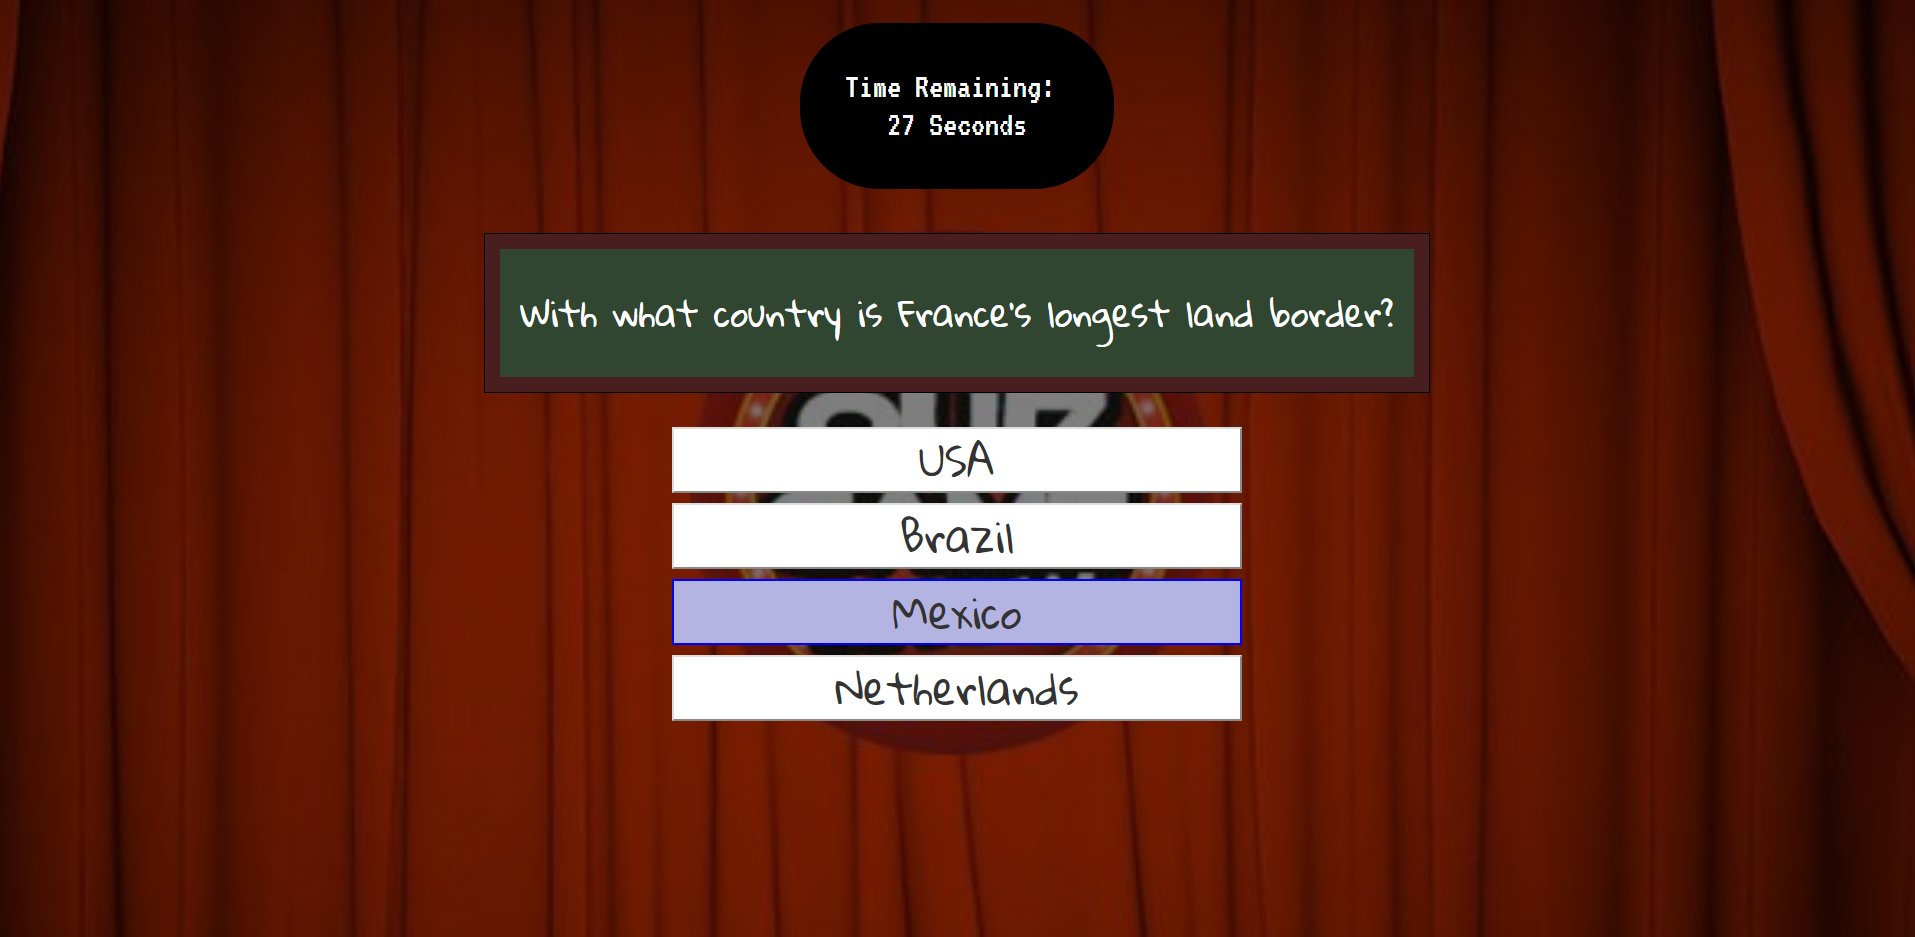 Time Remaining:
27 Seconds
With what country is France's longest land border?
USA
Brazil
Mexico
Netherlands